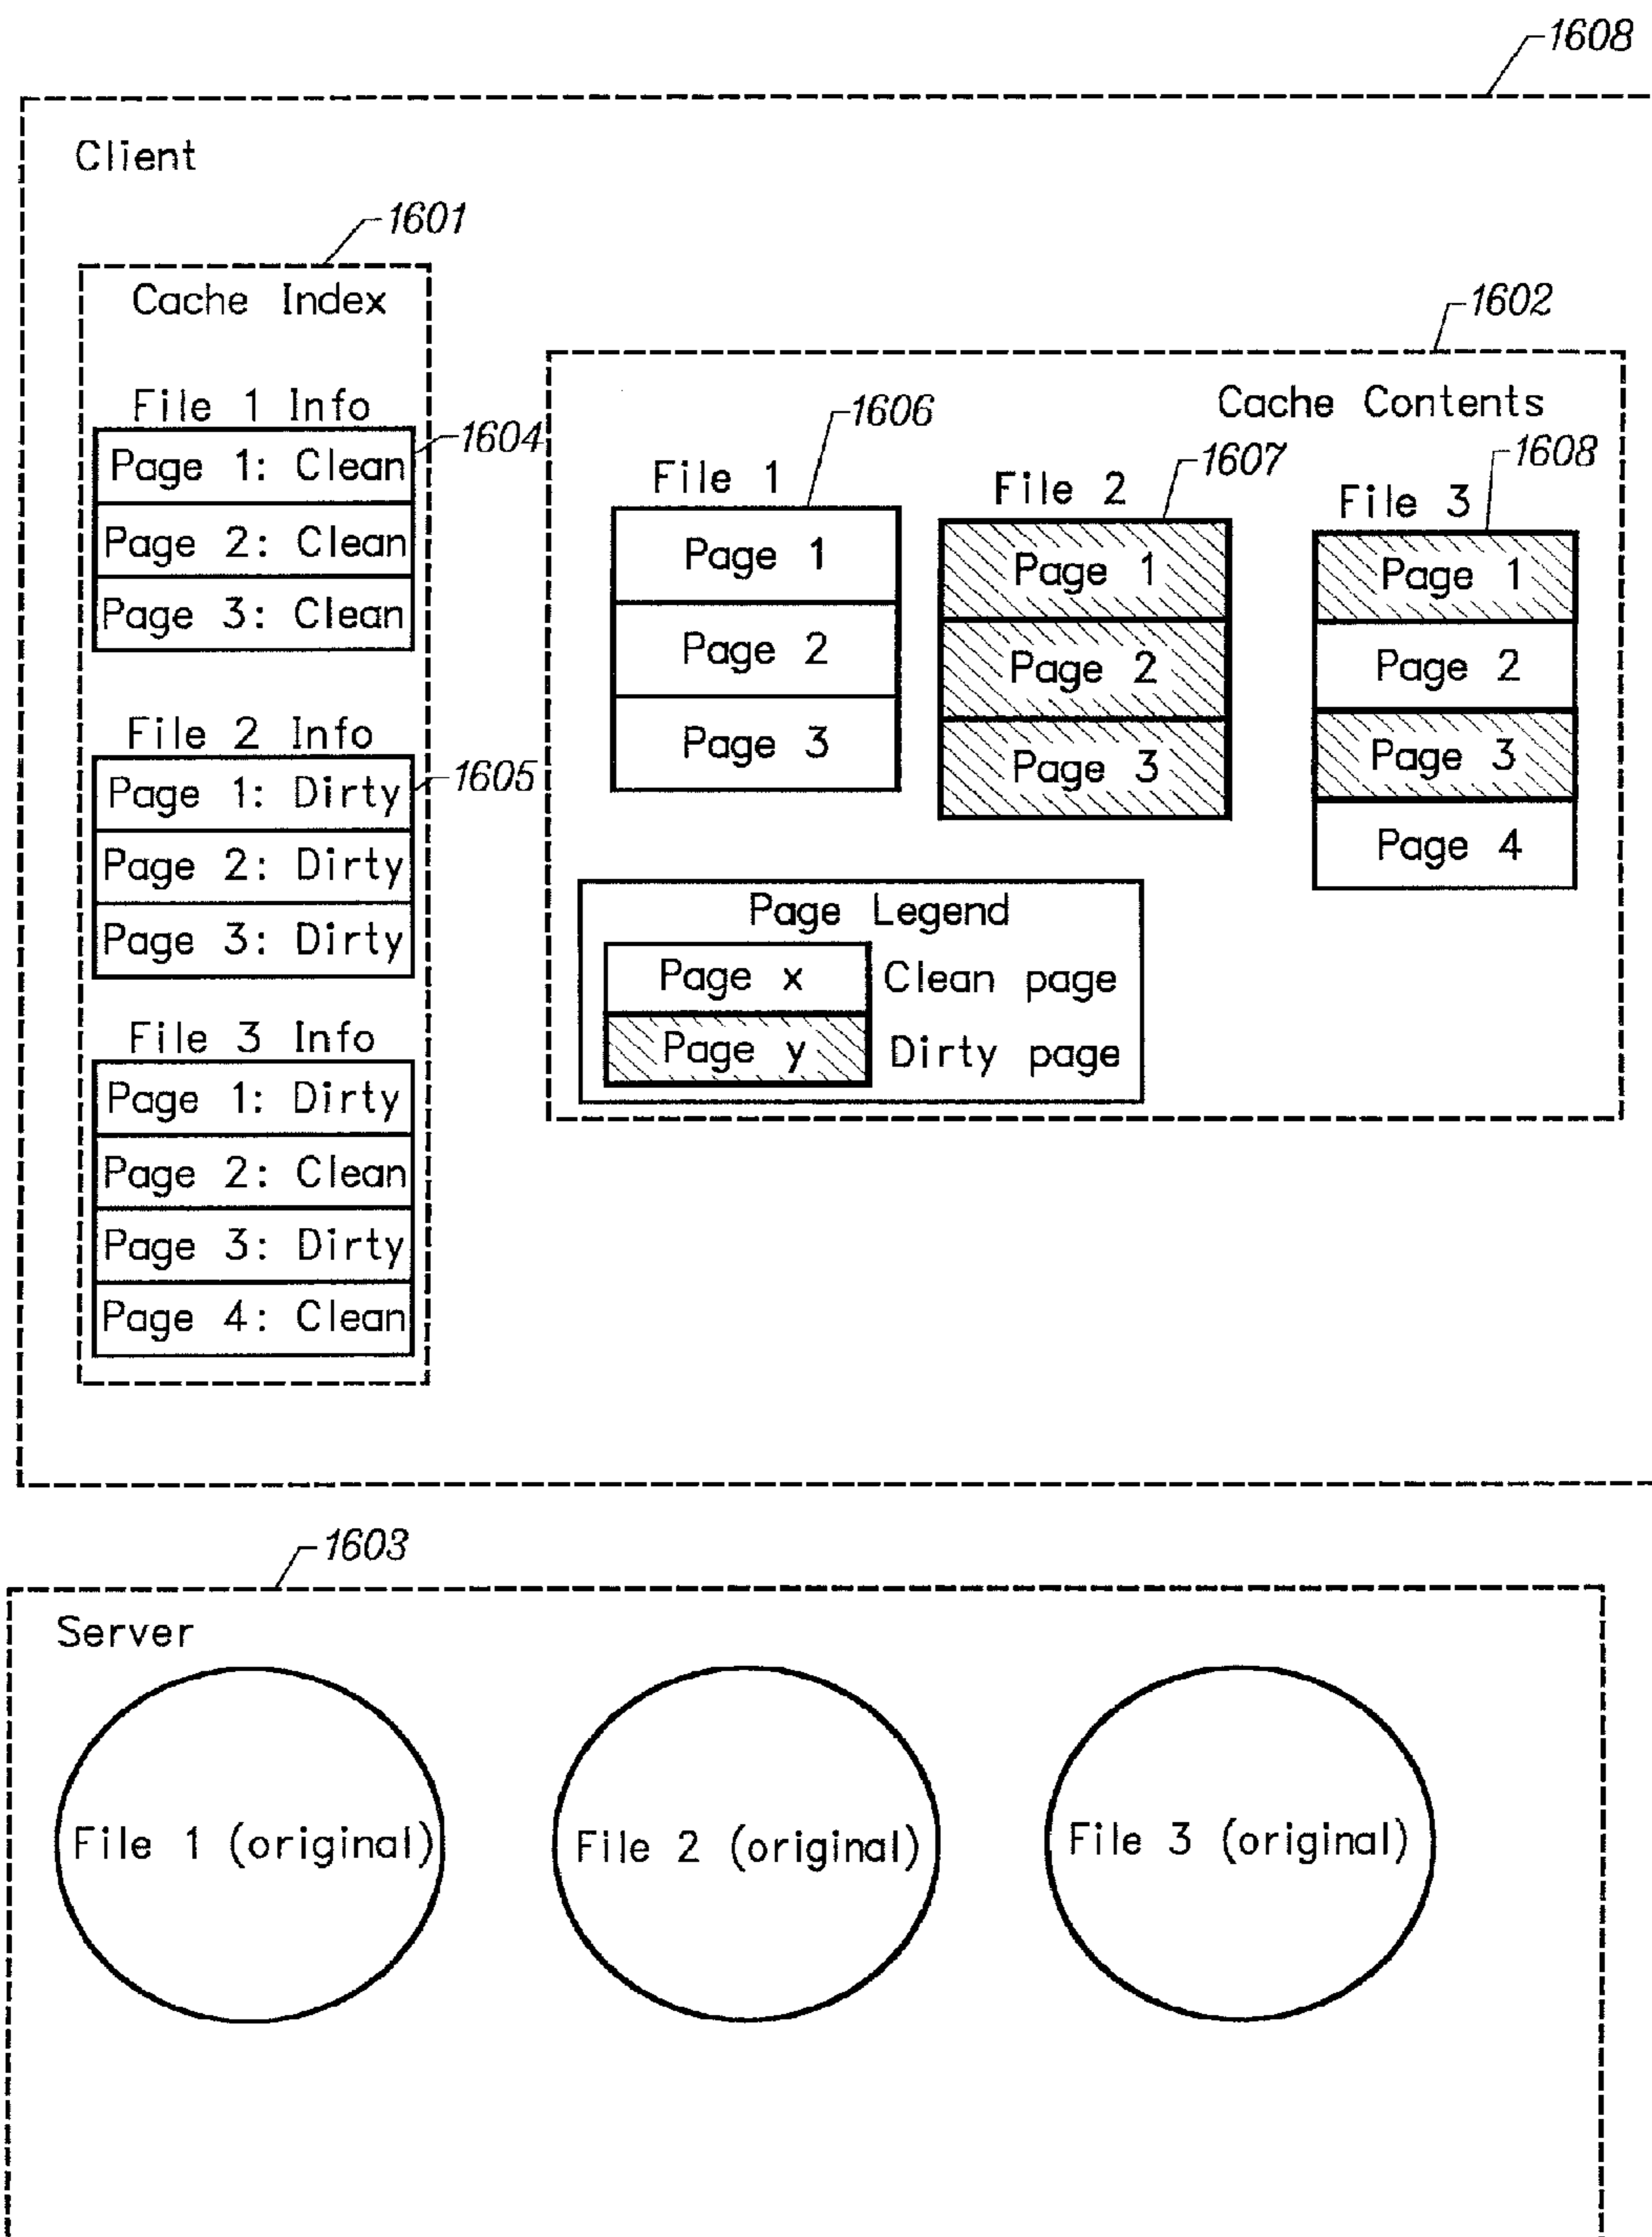 1608
Client
1601
Cache Index
1602
Cache Contents
File 1 Info
1604
Page 1: Clean
Page 2: Clean
Page 3: Clean
File 2 Info
1605
Page 1: Dirty
Page 2: Dirty
Page 3: Dirty
File 3 Info
Page 1: Dirty
Page 2: Clean
Page 3: Dirty
Page 4: Clean
1606
File 1
Page 1
Page 2
Page 3
1607
File 2
Page 1
Page 2
Page 3
1608
File 3
Page 1
Page 2
Page 3
Page 4
Page Legend
Page x Clean page
Page y Dirty page
1603
Server
File 1 (original)
File 2 (original)
File 3 (original)